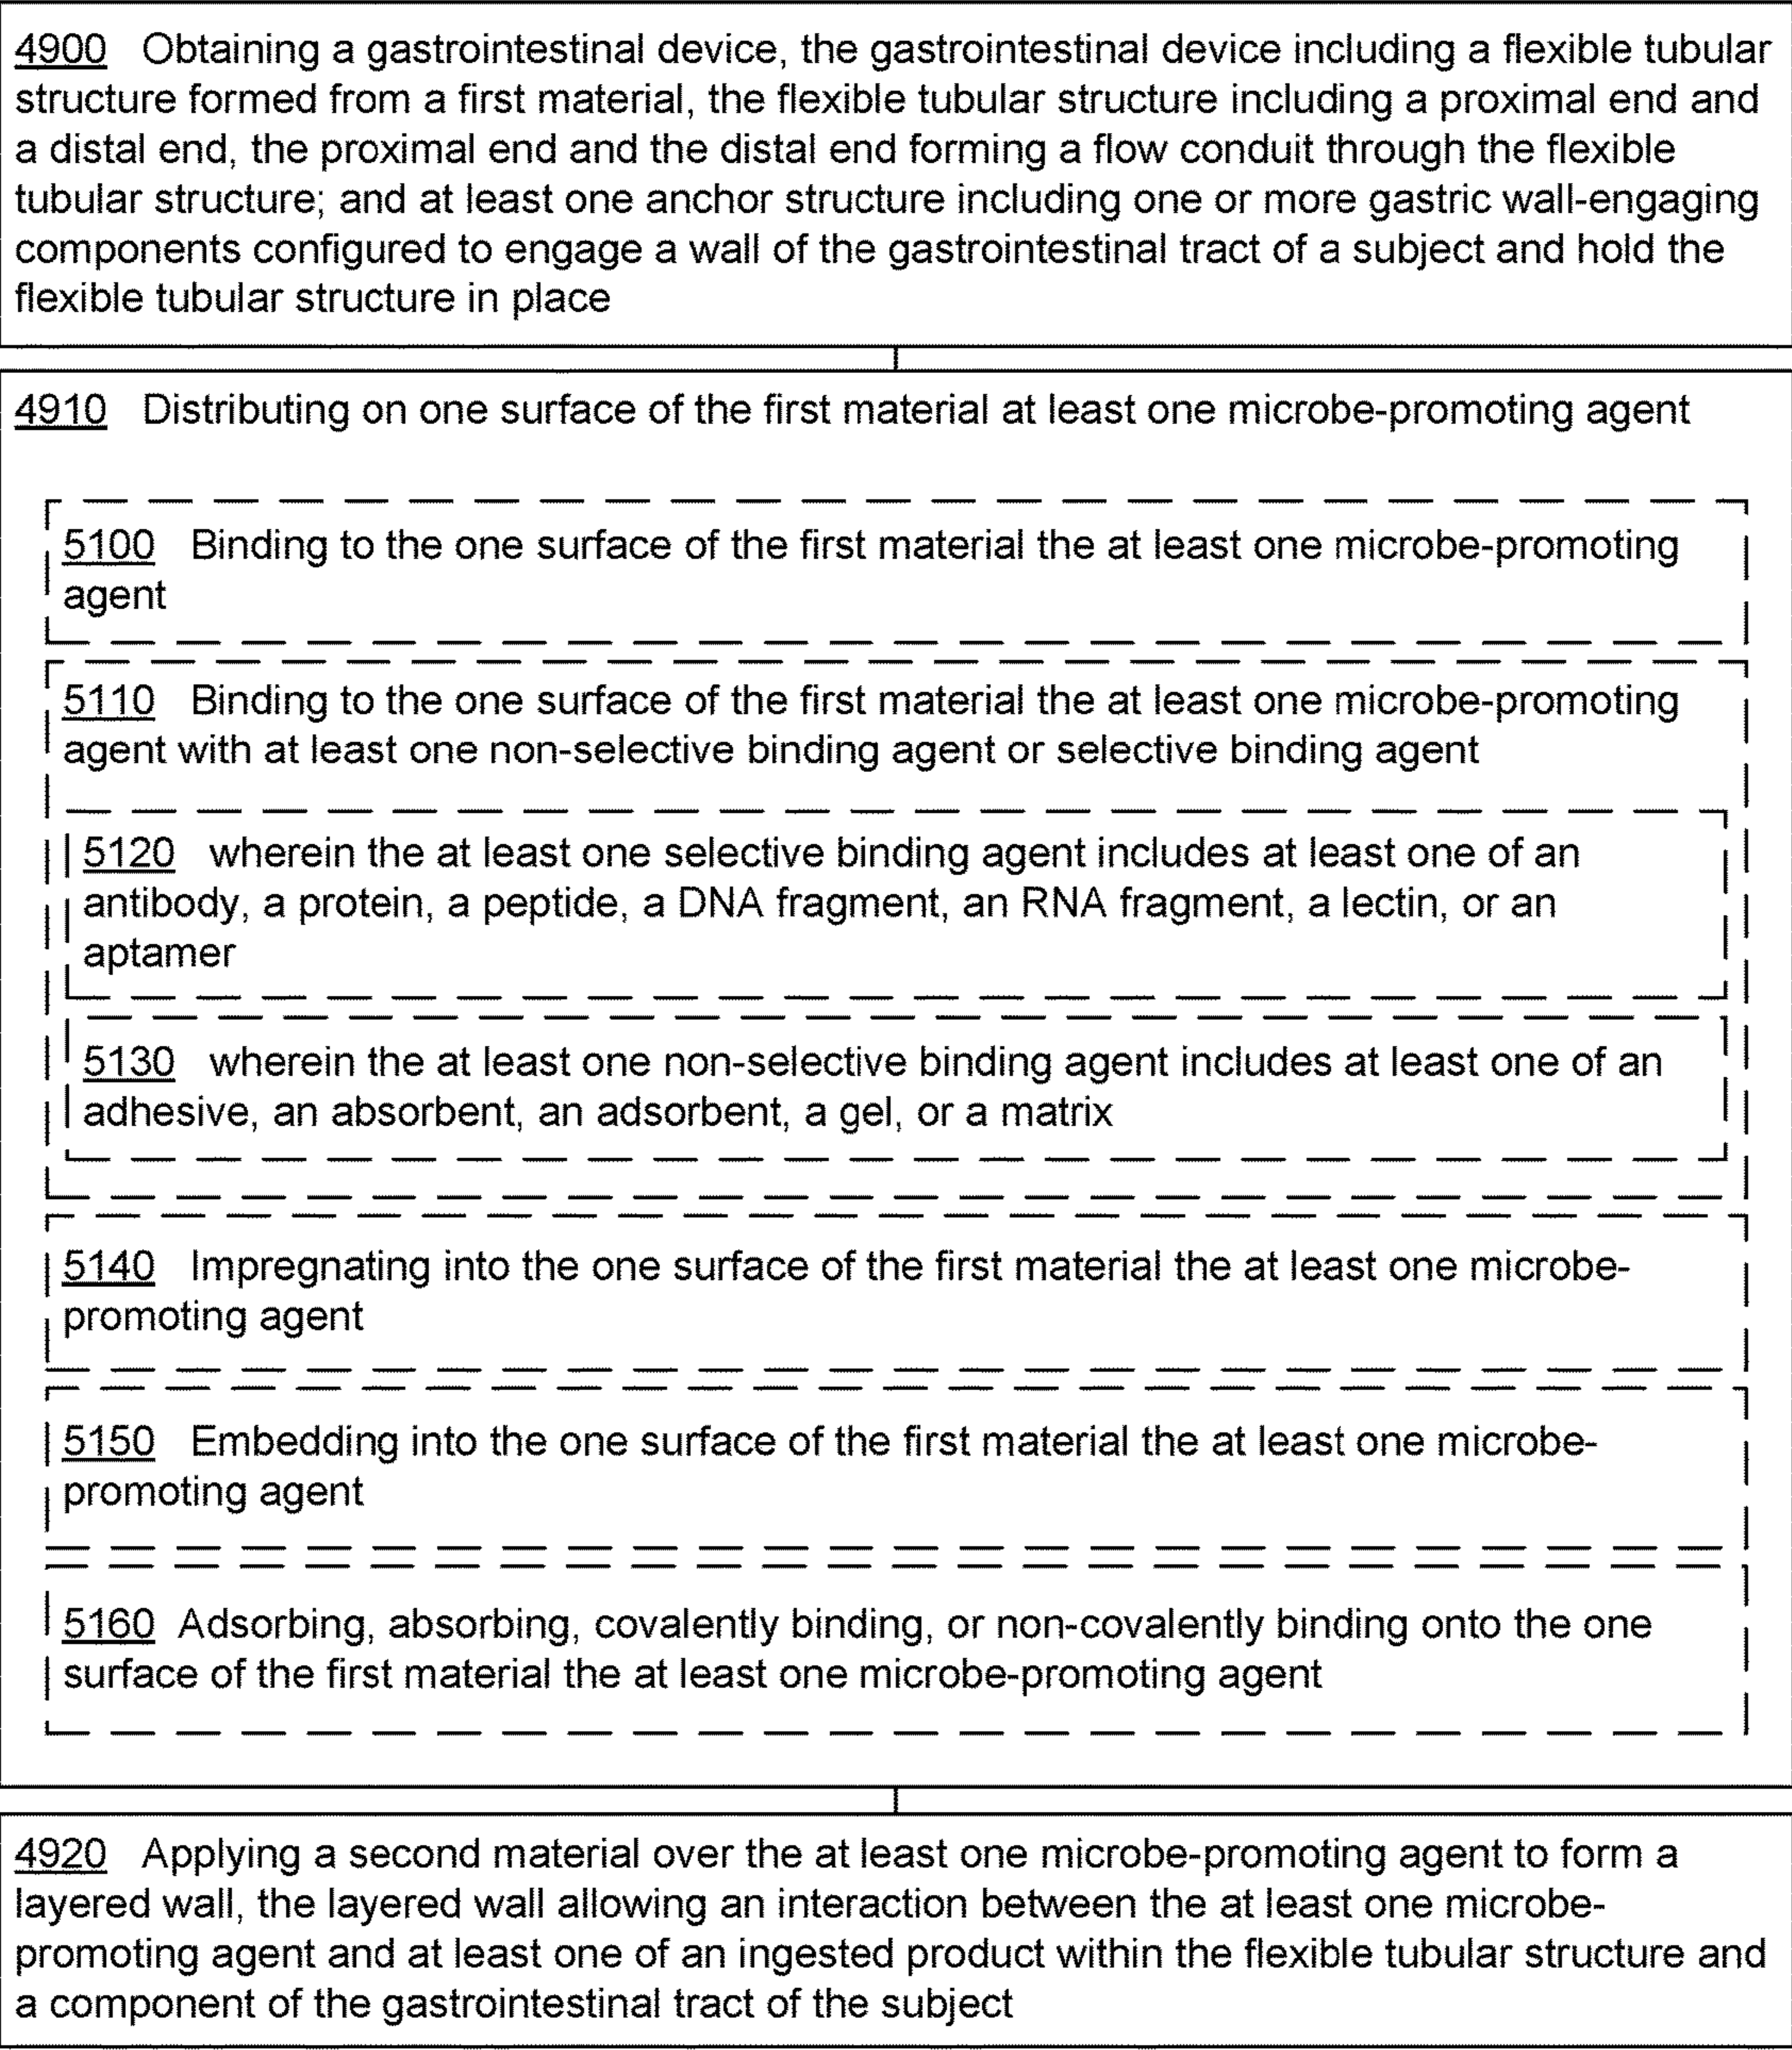 4900 Obtaining a gastrointestinal device, the gastrointestinal device including a flexible tubular
structure formed from a first material, the flexible tubular structure including a proximal end and
a distal end, the proximal end and the distal end forming a flow conduit through the flexible
tubular structure; and at least one anchor structure including one or more gastric wall-engaging
components configured to engage a wall of the gastrointestinal tract of a subject and hold the
flexible tubular structure in place
4910 Distributing on one surface of the first material at least one microbe-promoting agent
5100 Binding to the one surface of the first material the at least one microbe-promoting
agent
5110 Binding to the one surface of the first material the at least one microbe-promoting
agent with at least one non-selective binding agent or selective binding agent
5120 wherein the at least one selective binding agent includes at least one of an
antibody, a protein, a peptide, a DNA fragment, an RNA fragment, a lectin, or an
aptamer
5130 wherein the at least one non-selective binding agent includes at least one of an
adhesive, an absorbent, an adsorbent, a gel, or a matrix
5140 Impregnating into the one surface of the first material the at least one microbe-
promoting agent
5150 Embedding into the one surface of the first material the at least one microbe-
promoting agent
5160 Adsorbing, absorbing, covalently binding, or non-covalently binding onto the one
surface of the first material the at least one microbe-promoting agent
4920 Applying a second material over the at least one microbe-promoting agent to form a
layered wall, the layered wall allowing an interaction between the at least one microbe-
promoting agent and at least one of an ingested product within the flexible tubular structure and
a component of the gastrointestinal tract of the subject